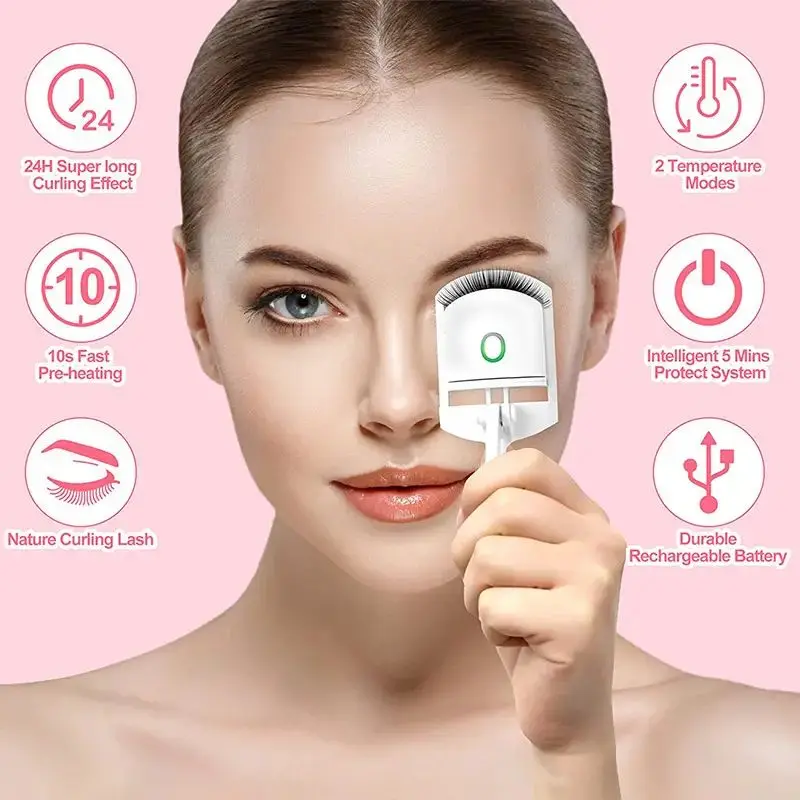 24
24H Super long
Curling Effect
10
10s Fast
Pre-heating
Nature Curling Lash
2 Temperature
Modes
Intelligent 5 Mins
Protect System
Durable
Rechargeable Battery